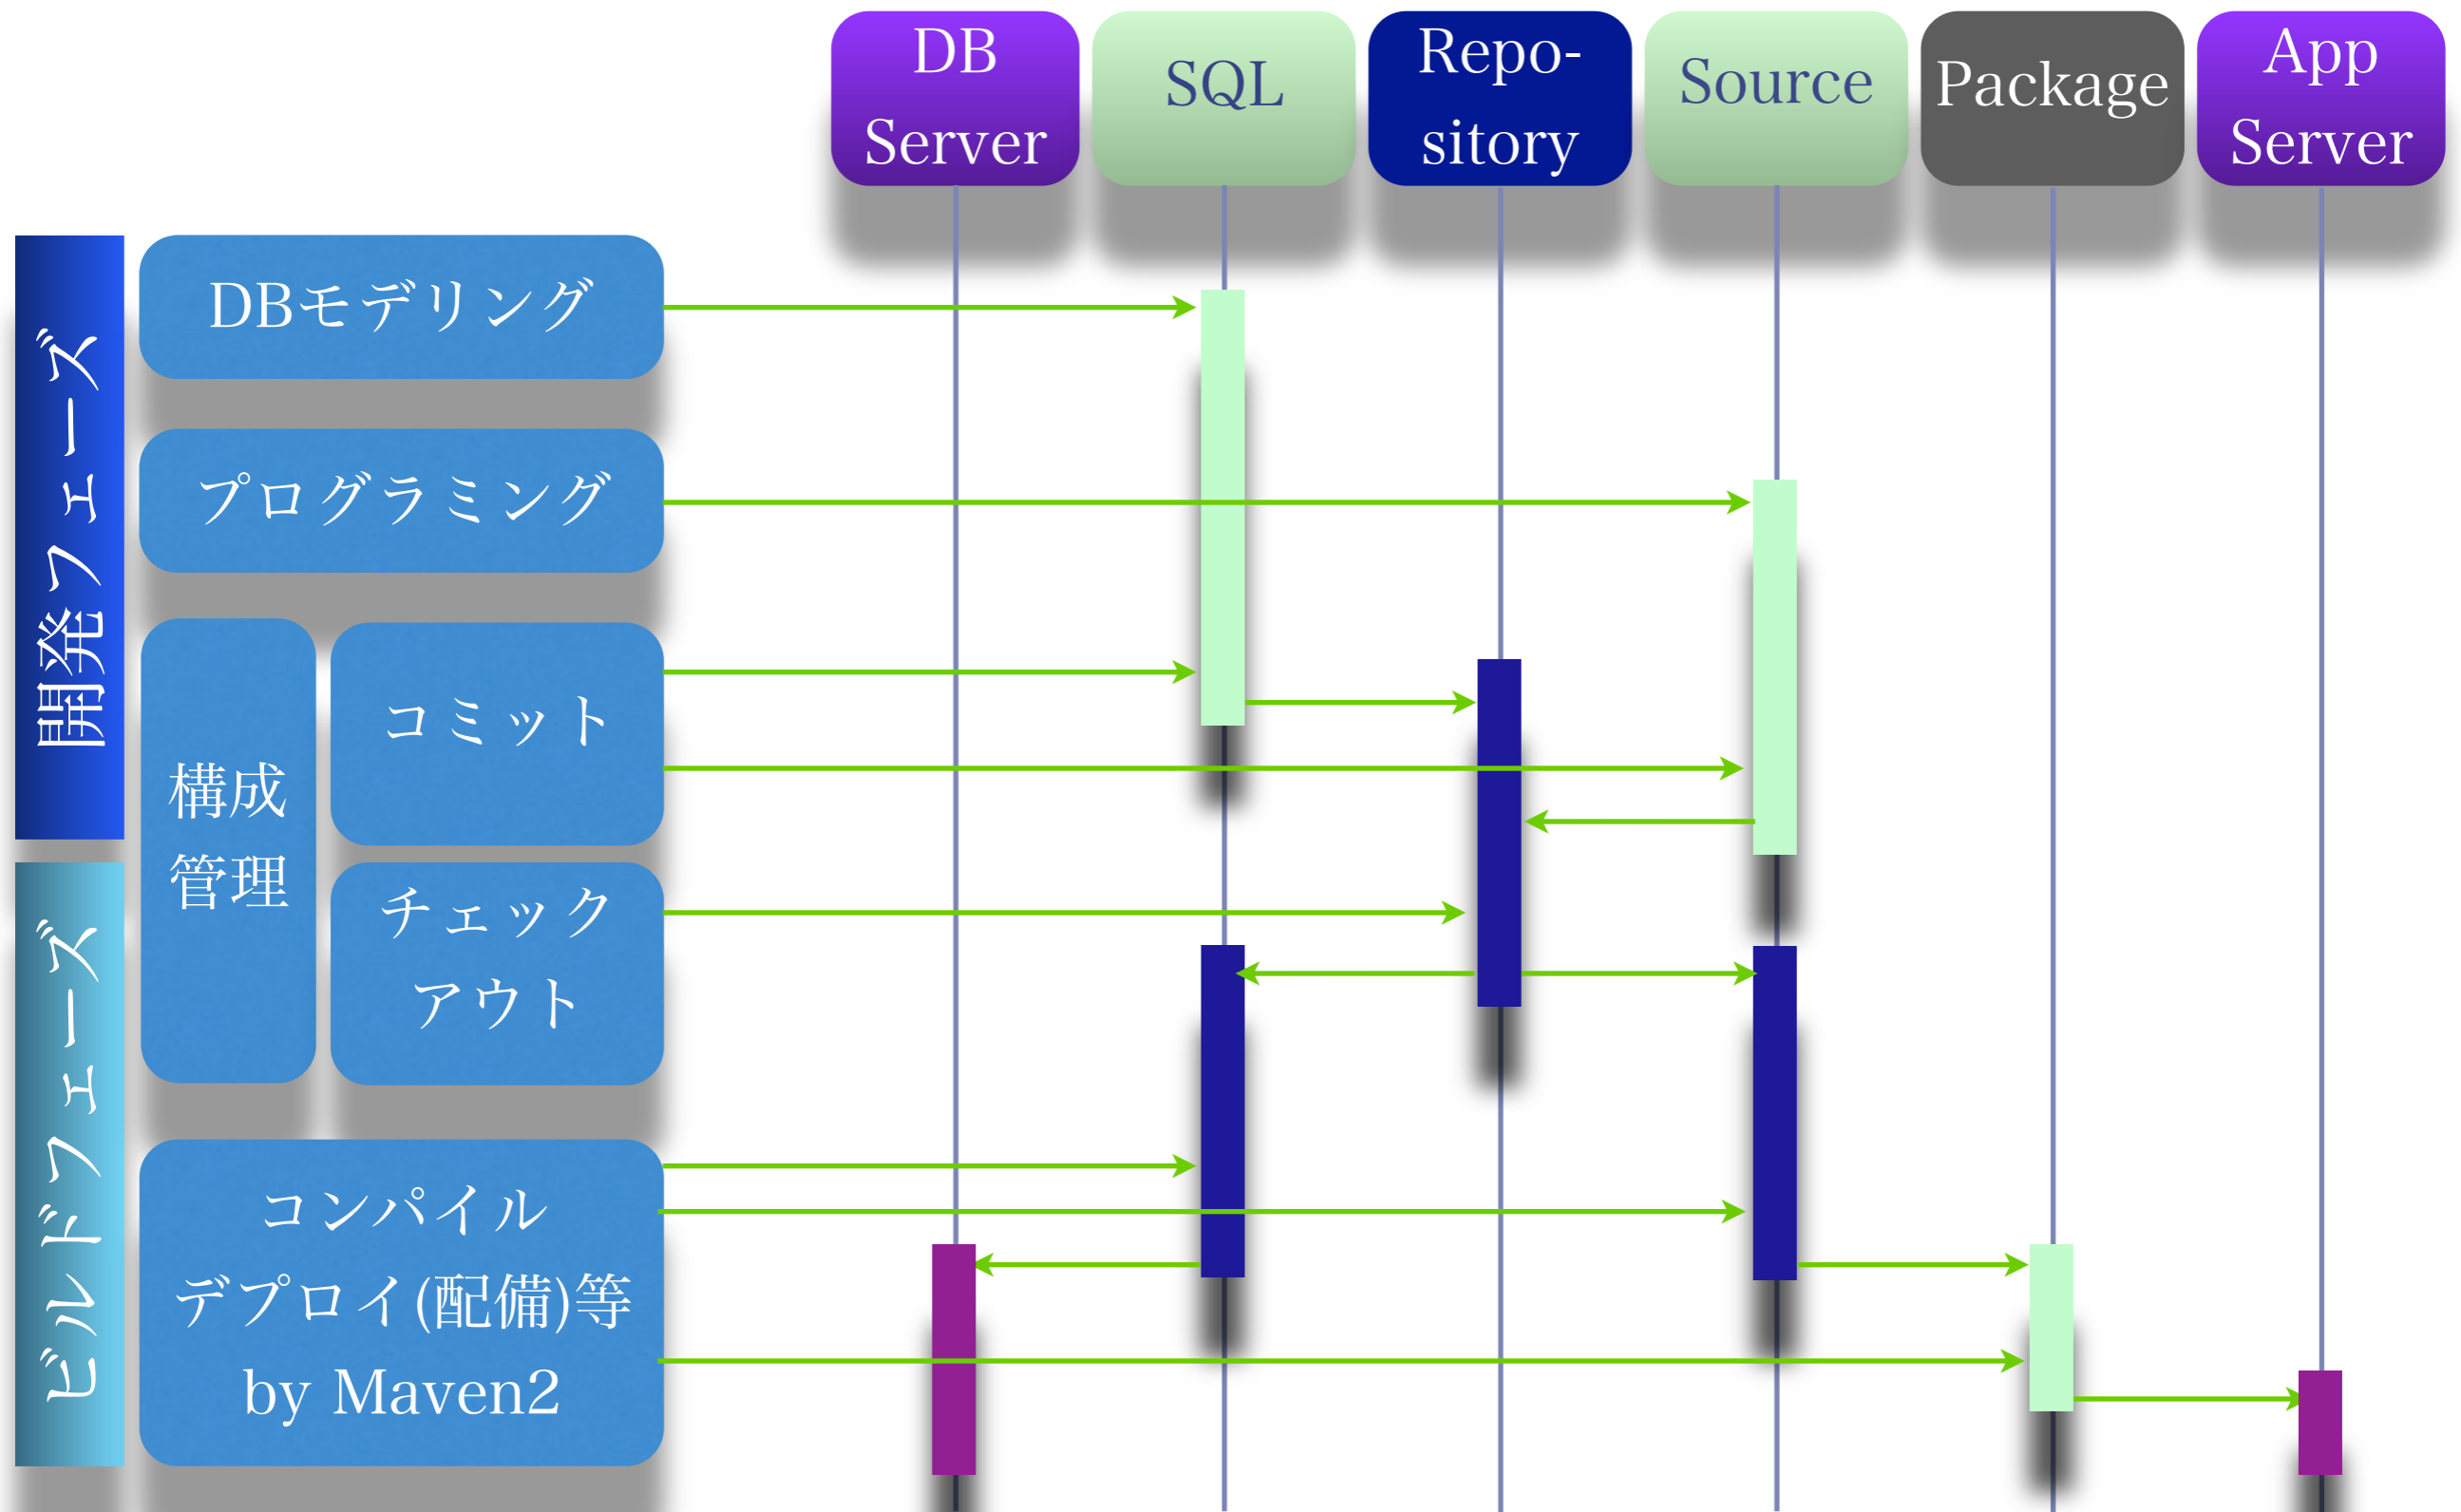 DB
Server
SQL
Repo-
sitory
Source
Package
App
Server
開発フェーズ
DBモデリング
プログラミング
構成
管理
コミット
チェック
アウト
ビルドフェーズ
コンパイル
デプロイ(配備)等
by Maven2